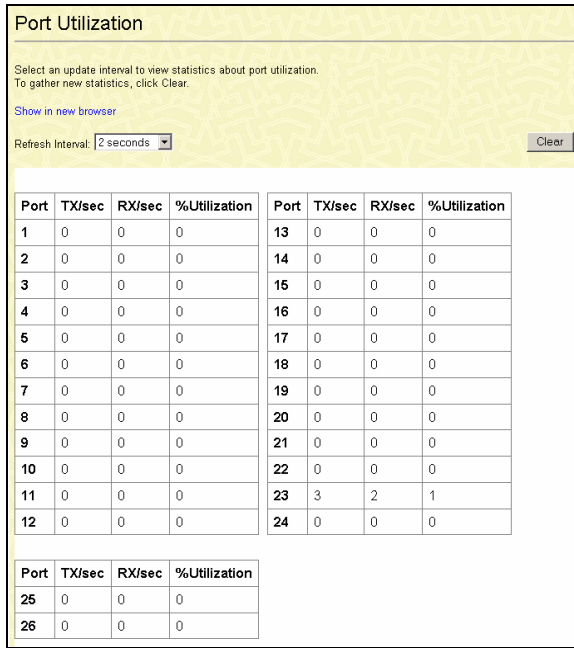 Port Utilization
Select an update interval to view statistics about port utilization.
To gather new statistics, click Clear.
Show in new browser
Refresh Interval: 2 seconds Clear
Port TX/sec RX/sec %Utilization
1 0 0 0
2 0 0 0
3 0 0 0
4 0 0 0
5 0 0 0
6 0 0 0
7 0 0 0
8 0 0 0
9 0 0 0
10 0 0 0
11 0 0 0
12 0 0 0
Port TX/sec RX/sec %Utilization
13 0 0 0
14 0 0 0
15 0 0 0
16 0 0 0
17 0 0 0
18 0 0 0
19 0 0 0
20 0 0 0
21 0 0 0
22 0 0 0
23 3 2 1
24 0 0 0
Port TX/sec RX/sec %Utilization
25 0 0 0
26 0 0 0